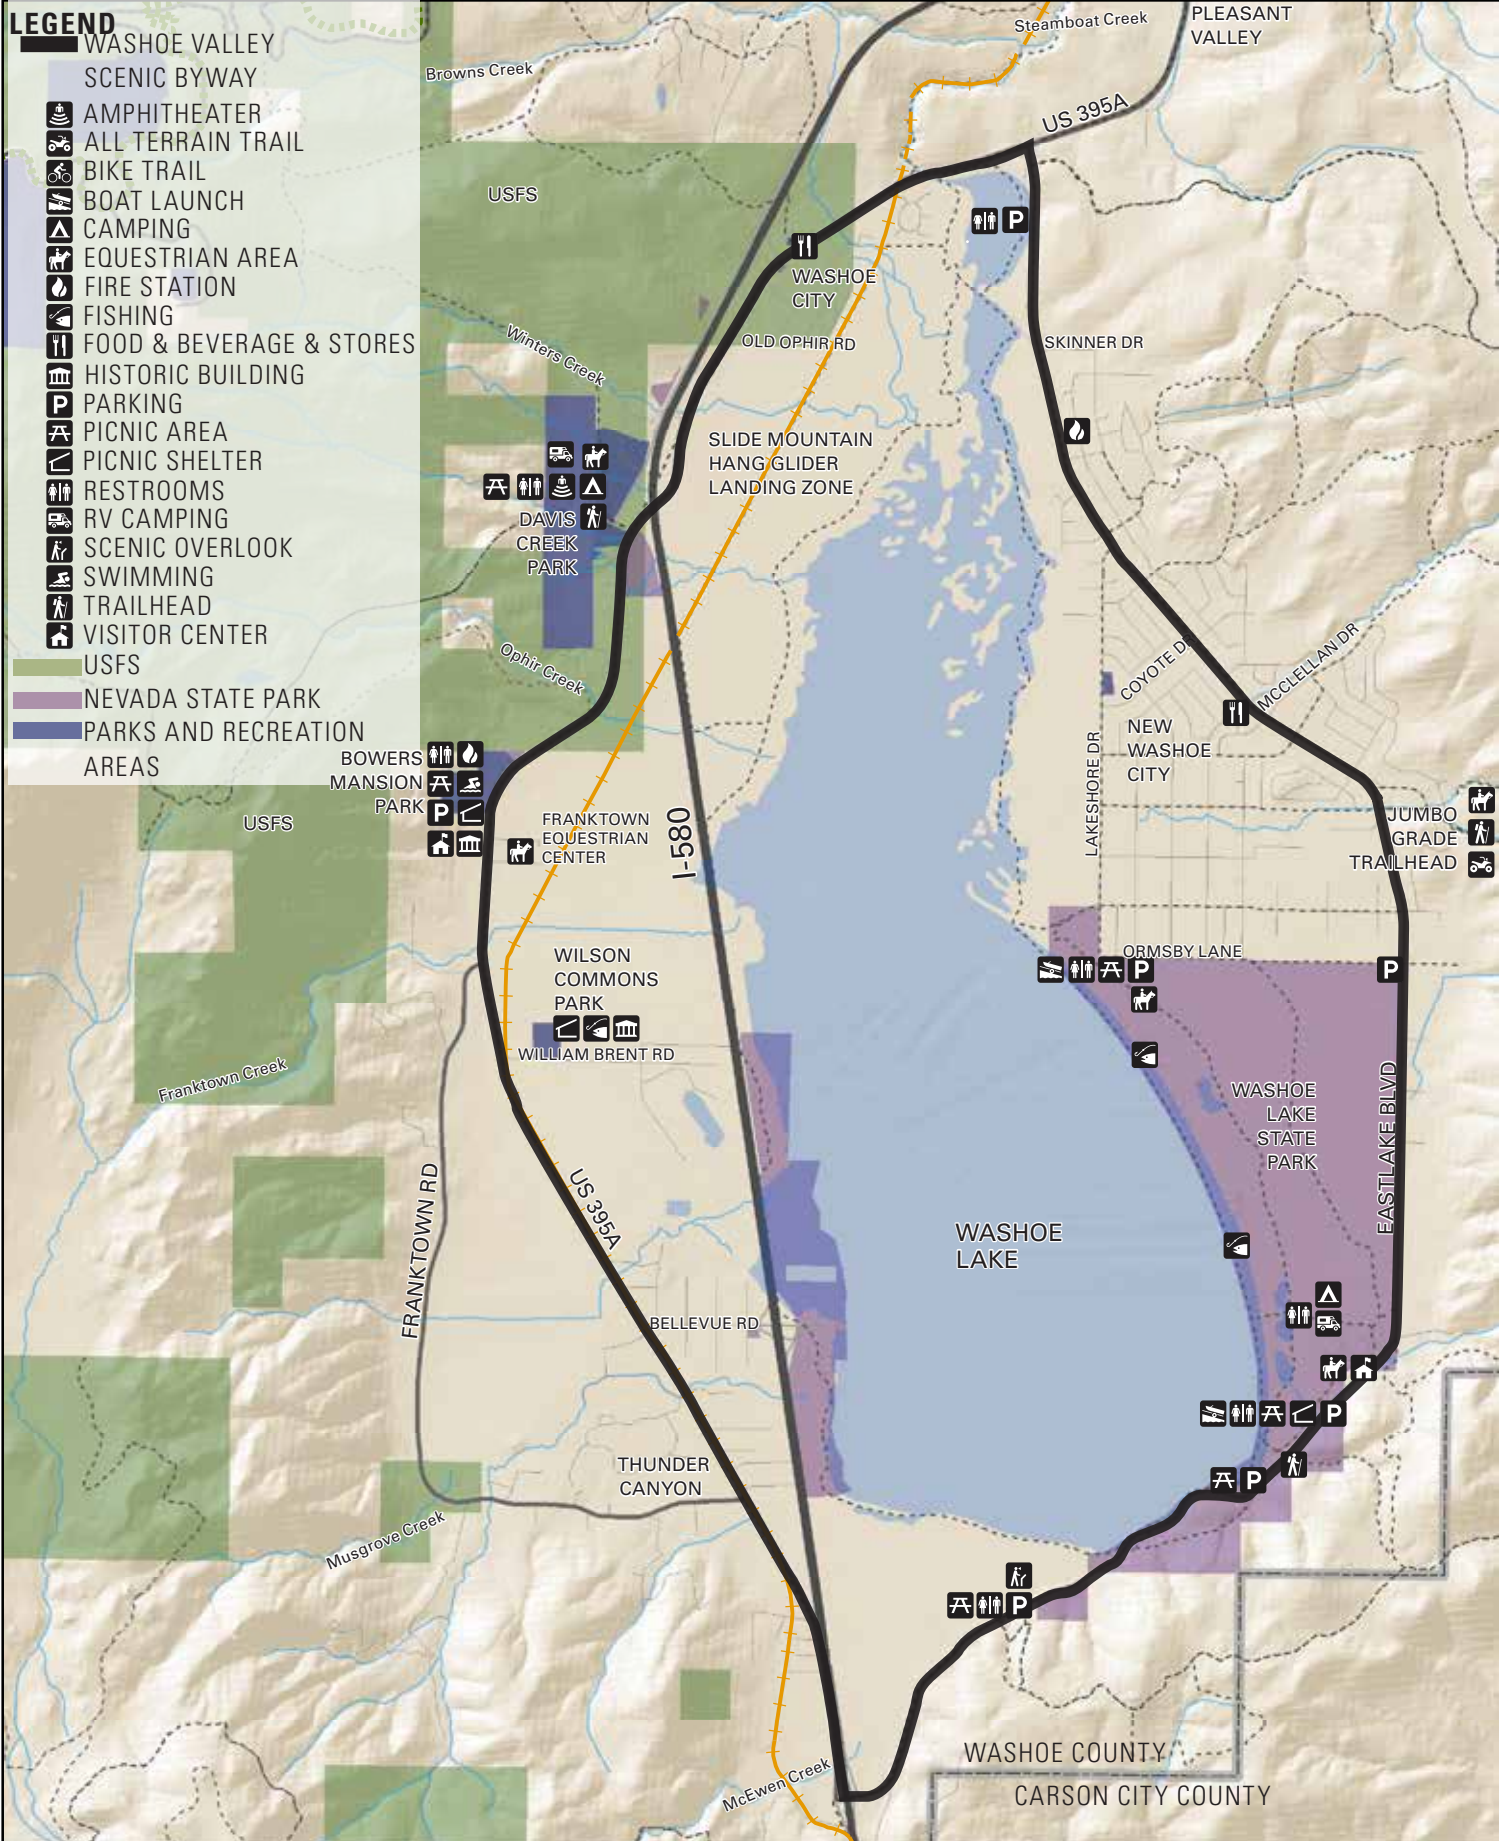 LEGEND
WASHOE VALLEY
SCENIC BYWAY
AMPHITHEATER
ALL TERRAIN TRAIL
BIKE TRAIL
BOAT LAUNCH
CAMPING
EQUESTRIAN AREA
FIRE STATION
FISHING
FOOD & BEVERAGE & STORES
HISTORIC BUILDING
P PARKING
PICNIC AREA
PICNIC SHELTER
RESTROOMS
RV CAMPING
SCENIC OVERLOOK
SWIMMING
TRAILHEAD
VISITOR CENTER
USFS
NEVADA STATE PARK
PARKS AND RECREATION
AREAS
Steamboat Creek
PLEASANT
VALLEY
Browns Creek
US 395A
USFS
P
WASHOE
CITY
OLD OPHIR RD
SKINNER DR
Winters Creek
SLIDE MOUNTAIN
HANG GLIDER
LANDING ZONE
DAVIS
CREEK
PARK
Ophir Creek
COYOTE DR
MCCLELLAN DR
NEW
WASHOE
CITY
LAKESHORE DR
BOWERS
MANSION
PARK
P
USFS
FRANKTOWN
EQUESTRIAN
CENTER
I-580
JUMBO
GRADE
TRAILHEAD
ORMSBY LANE
P
P
WILSON
COMMONS
PARK
WILLIAM BRENT RD
Franktown Creek
WASHOE
LAKE
STATE
PARK
EASTLAKE BLVD
FRANKTOWN RD
US 395A
WASHOE
LAKE
BELLEVUE RD
P
THUNDER
CANYON
P
Musgrove Creek
P
WASHOE COUNTY
CARSON CITY COUNTY
McEwen Creek